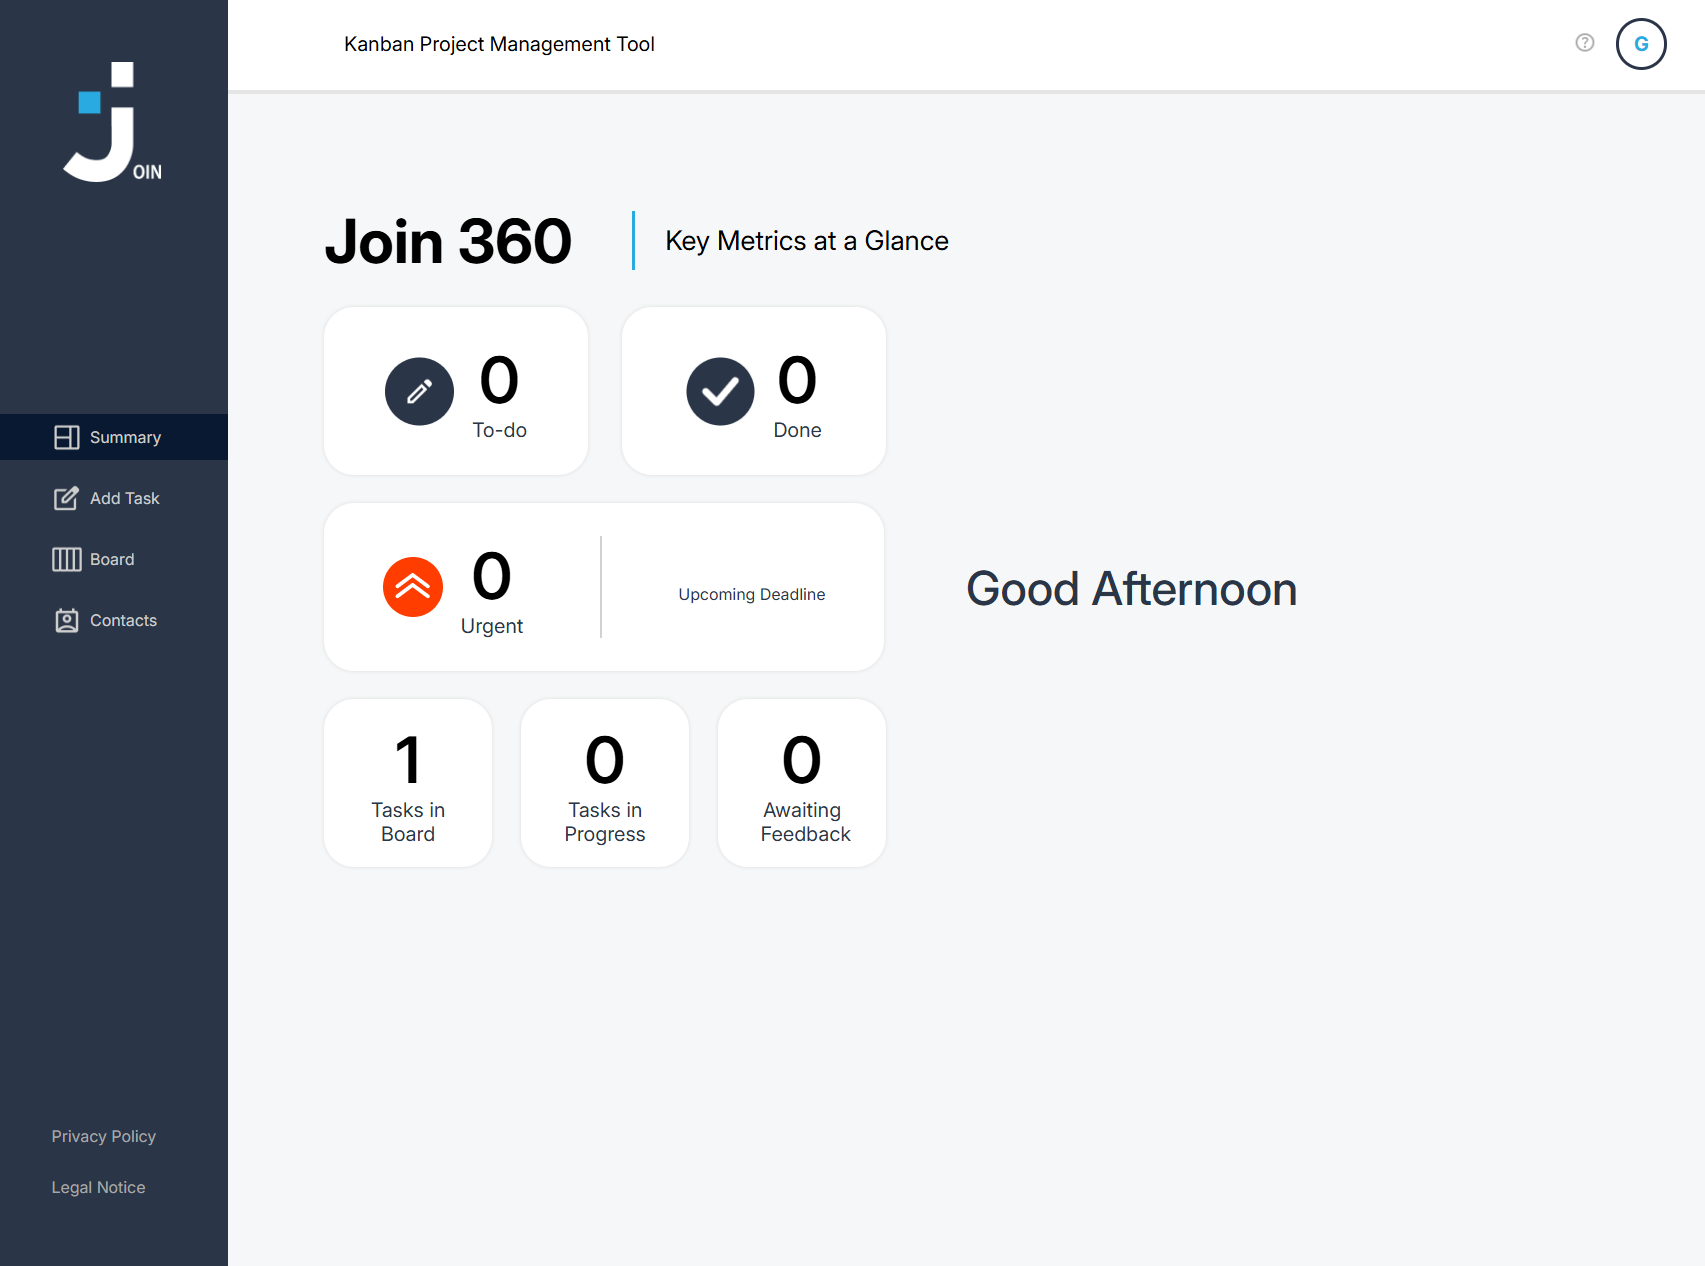 Kanban Project Management Tool
G
OIN
Join 360
Key Metrics at a Glance
0
To-do
0
Done
Summary
Add Task
Board
Contacts
0
Urgent
Upcoming Deadline
Good Afternoon
1
Tasks in
Board
0
Tasks in
Progress
0
Awaiting
Feedback
Privacy Policy
Legal Notice